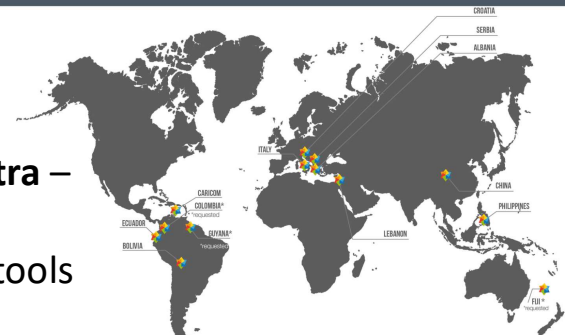 CROATIA
SERBIA
ALBANIA
ITALY
tra –
CARICOM
COLOMBIA*
*requested
ECUADOR
GUYANA*
*requested
BOLIVIA
LEBANON
CHINA
PHILIPPINES
tools
FIJI *
*requested